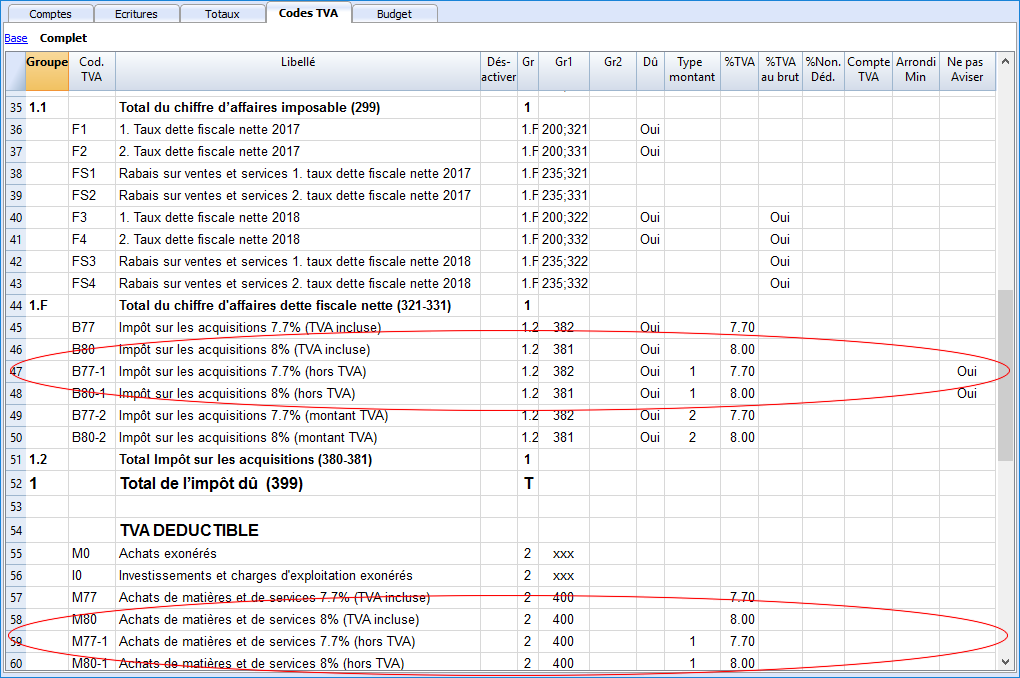 Comptes Ecritures Totaux Codes TVA Budget
Base Complet
Groupe Cod. TVA Libellé Dés-activer Gr Gr1 Gr2 Dû Type montant %TVA %TVA au brut %Non. Déd. Compte TVA Arrondi Min Ne pas Aviser
35 1.1 Total du chiffre d'affaires imposable (299) 1
36 F1 1. Taux dette fiscale nette 2017 1.F 200;321 Oui
37 F2 2. Taux dette fiscale nette 2017 1.F 200;331 Oui
38 FS1 Rabais sur ventes et services 1. taux dette fiscale nette 2017 1.F 235;321
39 FS2 Rabais sur ventes et services 2. taux dette fiscale nette 2017 1.F 235;331
40 F3 1. Taux dette fiscale nette 2018 1.F 200;322 Oui Oui
41 F4 2. Taux dette fiscale nette 2018 1.F 200;332 Oui Oui
42 FS3 Rabais sur ventes et services 1. taux dette fiscale nette 2018 1.F 235;322 Oui
43 FS4 Rabais sur ventes et services 2. taux dette fiscale nette 2018 1.F 235;332 Oui
44 1.F Total du chiffre d'affaires dette fiscale nette (321-331) 1
45 B77 Impôt sur les acquisitions 7.7% (TVA incluse) 1.2 382 Oui 7.70
46 B80 Impôt sur les acquisitions 8% (TVA incluse) 1.2 381 Oui 8.00
47 B77-1 Impôt sur les acquisitions 7.7% (hors TVA) 1.2 382 Oui 1 7.70 Oui
48 B80-1 Impôt sur les acquisitions 8% (hors TVA) 1.2 381 Oui 1 8.00 Oui
49 B77-2 Impôt sur les acquisitions 7.7% (montant TVA) 1.2 382 Oui 2 7.70
50 B80-2 Impôt sur les acquisitions 8% (montant TVA) 1.2 381 Oui 2 8.00
51 1.2 Total Impôt sur les acquisitions (380-381) 1
52 1 Total de l'impôt dû (399) T
53
54 TVA DEDUCTIBLE
55 M0 Achats exonérés 2 xxx
56 I0 Investissements et charges d'exploitation exonérés 2 xxx
57 M77 Achats de matières et de services 7.7% (TVA incluse) 2 400 7.70
58 M80 Achats de matières et de services 8% (TVA incluse) 2 400 8.00
59 M77-1 Achats de matières et de services 7.7% (hors TVA) 2 400 1 7.70
60 M80-1 Achats de matières et de services 8% (hors TVA) 2 400 1 8.00